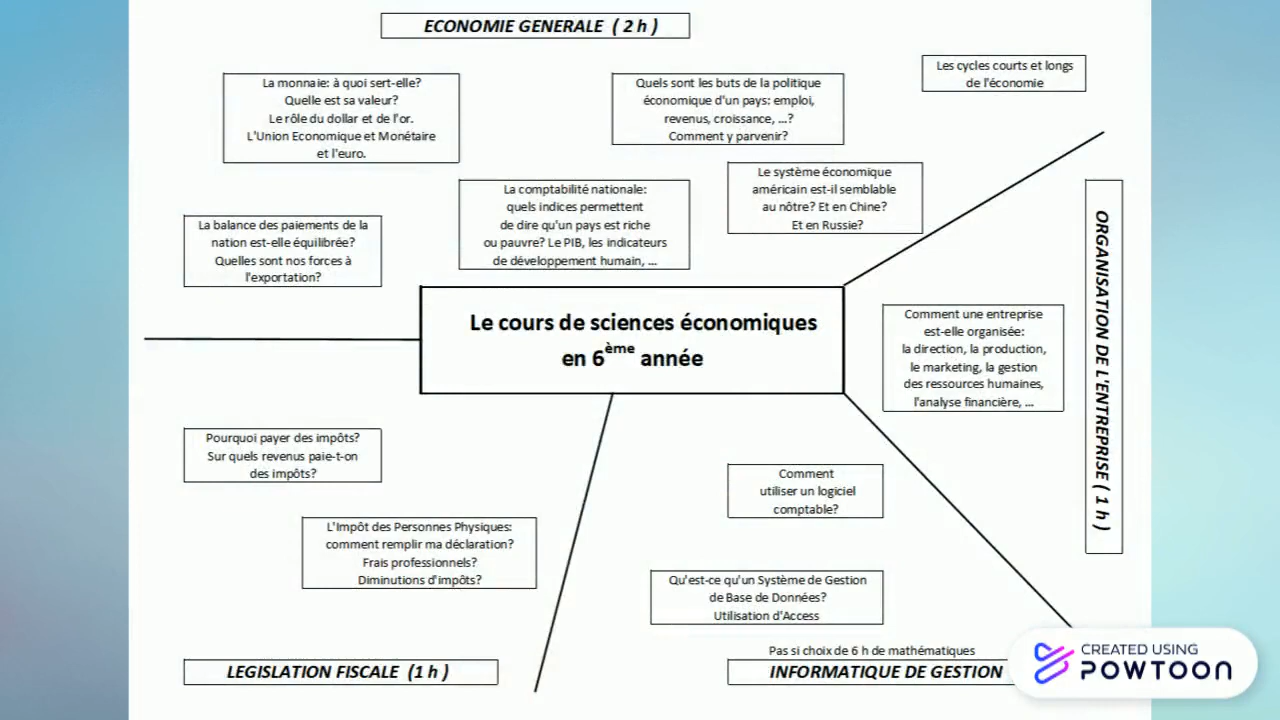 ECONOMIE GENERALE ( 2 h )
La monnaie: à quoi sert-elle?
Quelle est sa valeur?
Le rôle du dollar et de l'or.
L'Union Economique et Monétaire
et l'euro.
Quels sont les buts de la politique
économique d'un pays: emploi,
revenus, croissance, ...?
Comment y parvenir?
Les cycles courts et longs
de l'économie
La comptabilité nationale:
quels indices permettent
de dire qu'un pays est riche
ou pauvre? Le PIB, les indicateurs
de développement humain, ...
Le système économique
américain est-il semblable
au nôtre? Et en Chine?
Et en Russie?
La balance des paiements de la
nation est-elle équilibrée?
Quelles sont nos forces à
l'exportation?
Le cours de sciences économiques
en 6ème année
Comment une entreprise
est-elle organisée:
la direction, la production,
le marketing, la gestion
des ressources humaines,
l'analyse financière, ...
ORGANISATION DE L'ENTREPRISE ( 1 h )
Pourquoi payer des impôts?
Sur quels revenus paie-t-on
des impôts?
L'Impôt des Personnes Physiques:
comment remplir ma déclaration?
Frais professionnels?
Diminutions d'impôts?
LEGISLATION FISCALE (1 h )
Comment
utiliser un logiciel
comptable?
Qu'est-ce qu'un Système de Gestion
de Base de Données?
Utilisation d'Access
Pas si choix de 6 h de mathématiques
INFORMATIQUE DE GESTION
CREATED USING
POWTOON